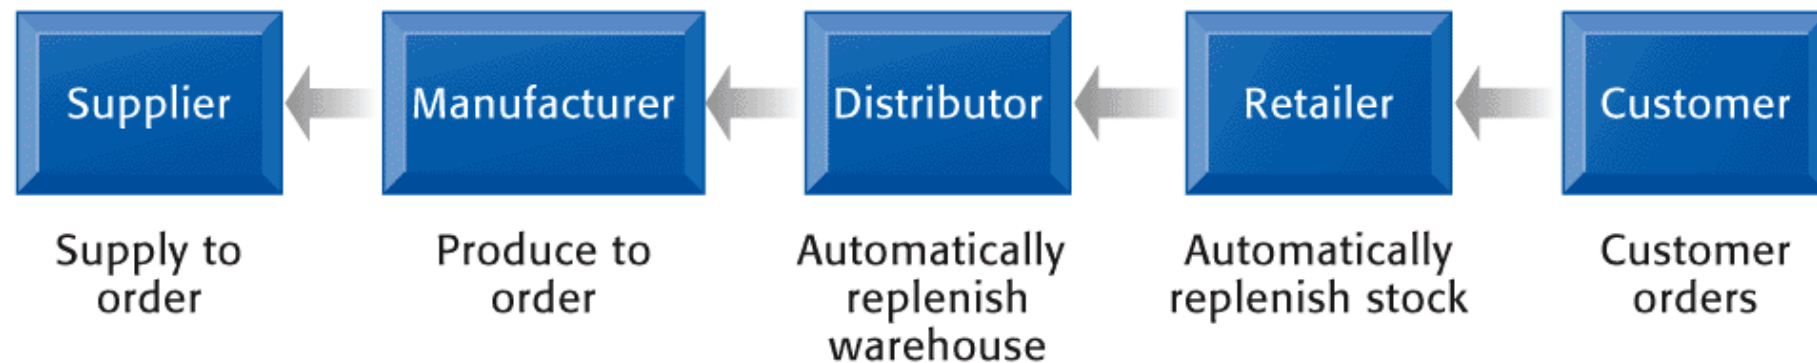 Supplier
Manufacturer
Distributor
Retailer
Customer
Supply to
order
Produce to
order
Automatically
replenish
warehouse
Automatically
replenish stock
Customer
orders